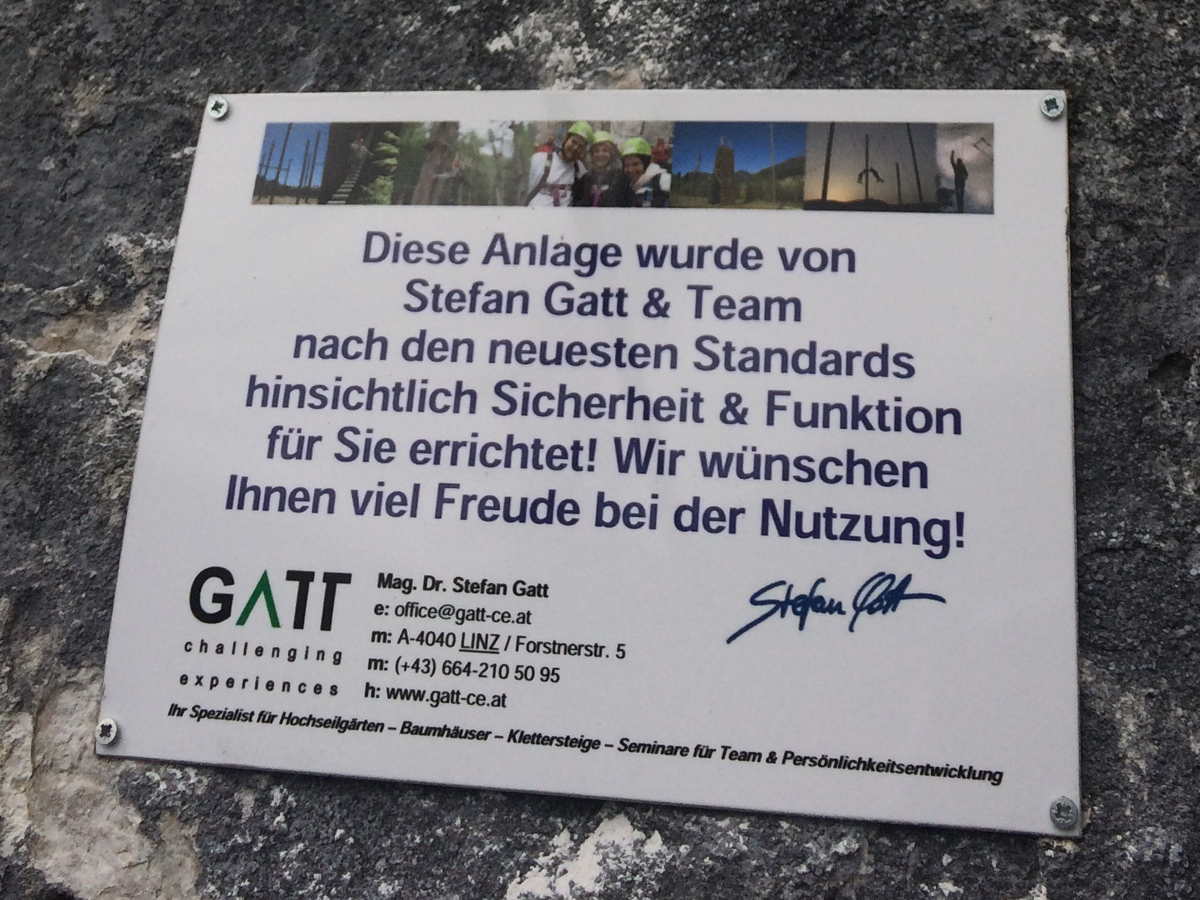 Diese Anlage wurde von
Stefan Gatt & Team
nach den neuesten Standards
hinsichtlich Sicherheit & Funktion
für Sie errichtet! Wir wünschen
Ihnen viel Freude bei der Nutzung!
GATT
challenging
experiences
Mag. Dr. Stefan Gatt
e: office@gatt-ce.at
m: A-4040 LINZ / Forstnerstr. 5
m: (+43) 664-210 50 95
h: www.gatt-ce.at
Stefan Gatt
Ihr Spezialist für Hochseilgärten – Baumhäuser – Klettersteige – Seminare für Team & Persönlichkeitsentwicklung